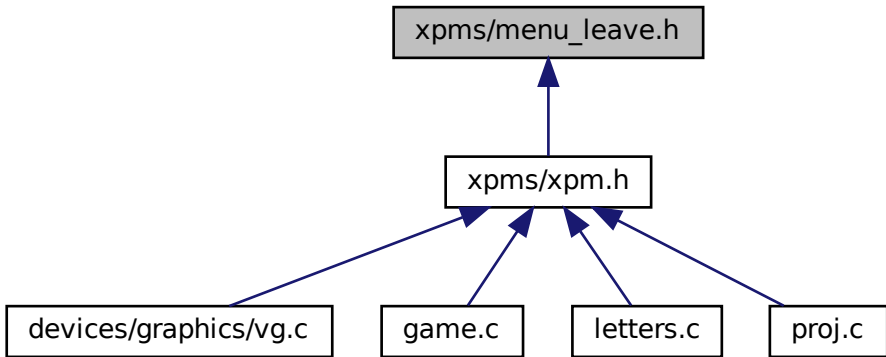 xpms/menu_leave.h
xpms/xpm.h
devices/graphics/vg.c
game.c
letters.c
proj.c